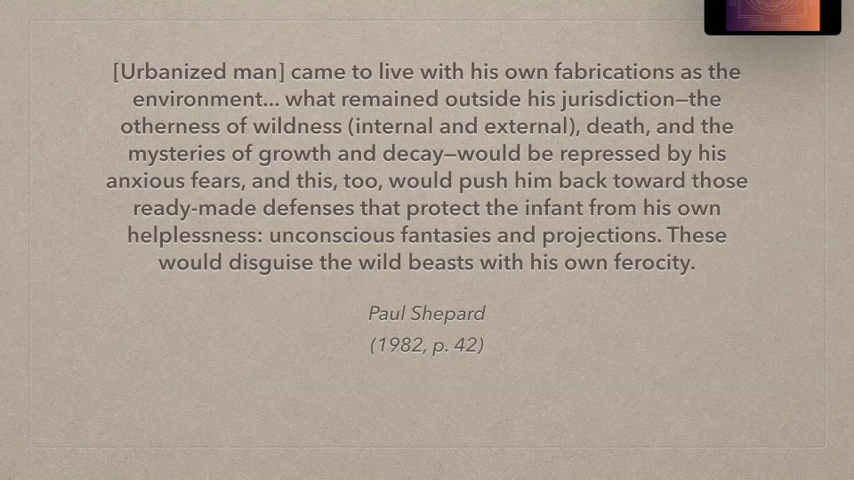 [Urbanized man] came to live with his own fabrications as the
environment... what remained outside his jurisdiction—the
otherness of wildness (internal and external), death, and the
mysteries of growth and decay—would be repressed by his
anxious fears, and this, too, would push him back toward those
ready-made defenses that protect the infant from his own
helplessness: unconscious fantasies and projections. These
would disguise the wild beasts with his own ferocity.
Paul Shepard
(1982, p. 42)